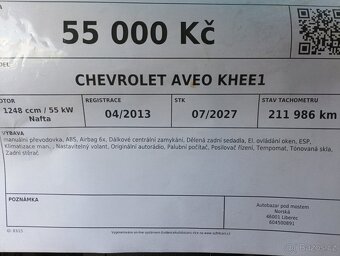 55 000 Kč
CHEVROLET AVEO KHEE1
MOTOR REGISTRACE STK STAV TACHOMETRU
1248 ccm / 55 kW
Nafta
04/2013 07/2027 211 986 km
VÝBAVA
manuální převodovka, ABS, Airbag 6x, Dálkové centrální zamykání, Dělená zadní sedadla, El. ovládání oken, ESP,
Klimatizace man., Nastavitelný volant, Originální autorádio, Palubní počítač, Posilovač řízení, Tempomat, Tónovaná skla,
Zadní stěrač
POZNÁMKA
Autobazar pod mostem
Norská
46001 Liberec
604500891